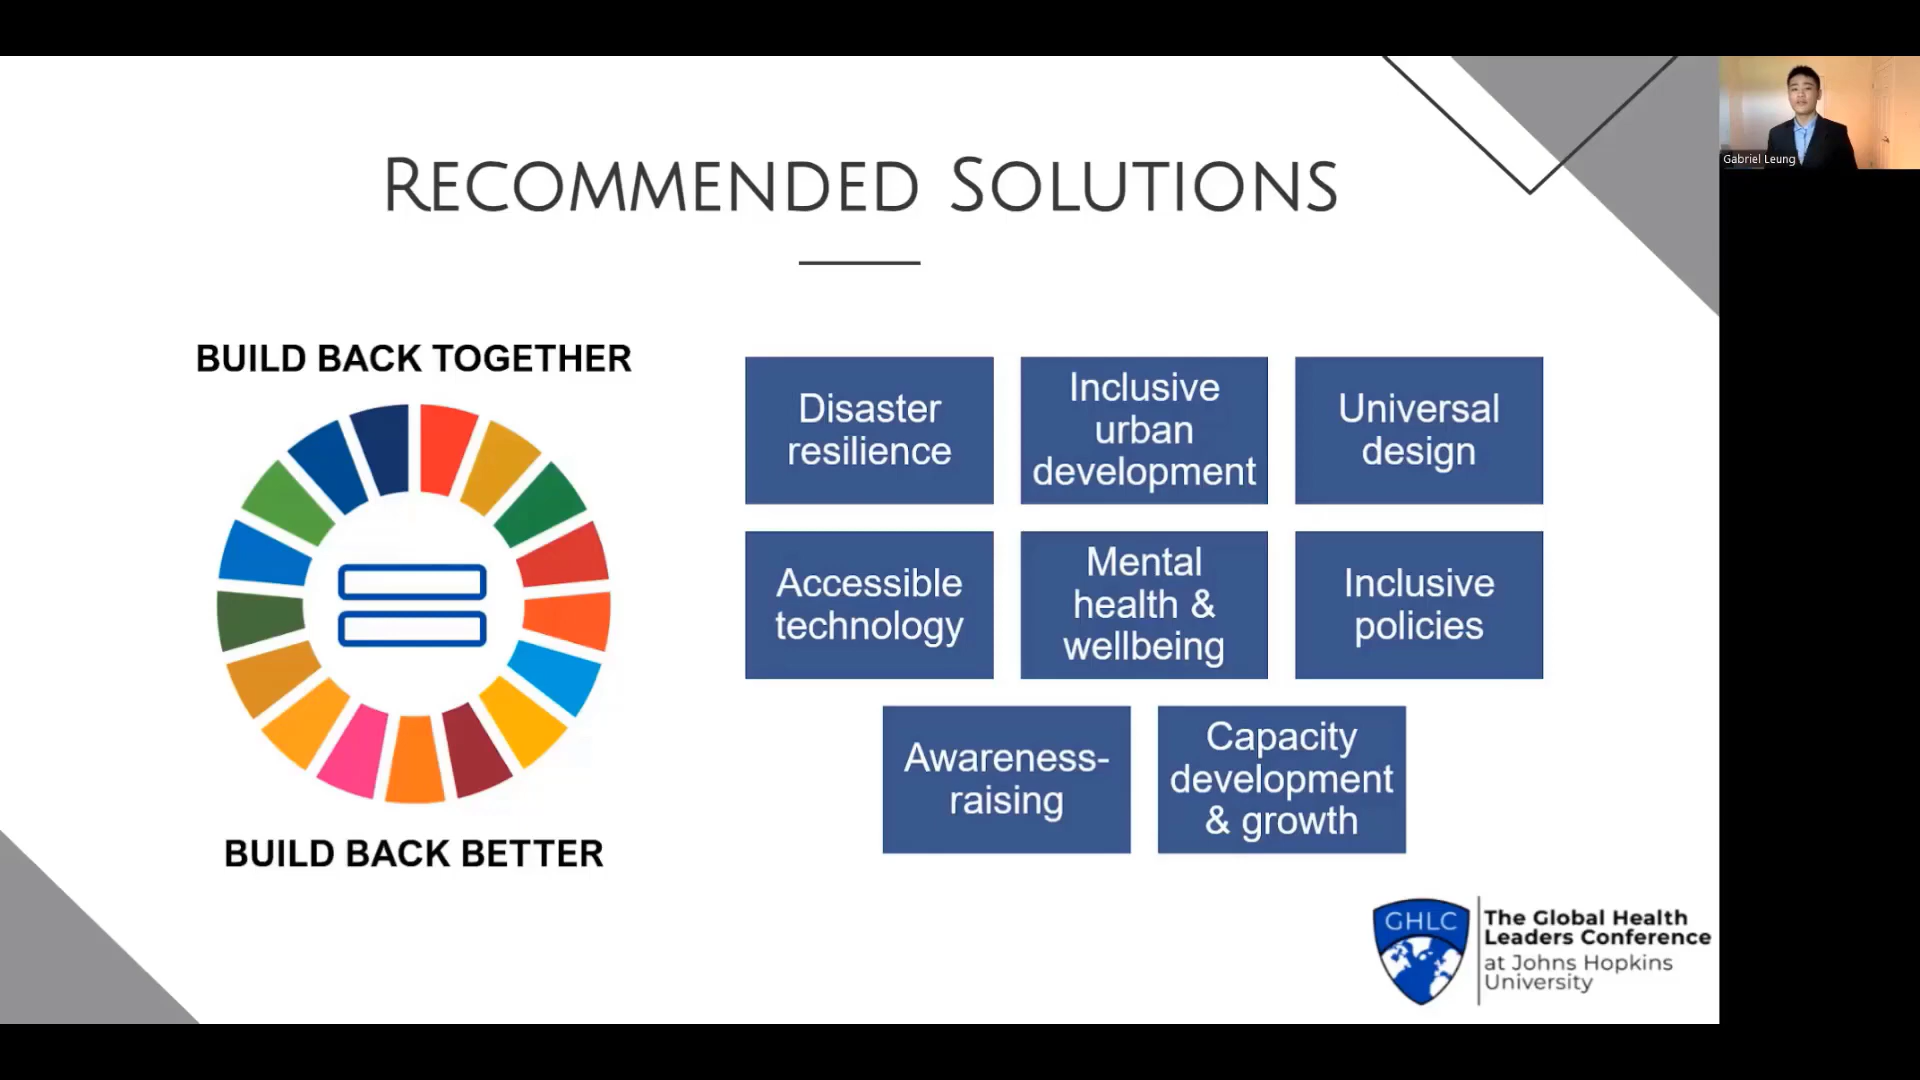 Gabriel Leung
RECOMMENDED SOLUTIONS
BUILD BACK TOGETHER
BUILD BACK BETTER
Disaster
resilience
Inclusive
urban
development
Universal
design
Accessible
technology
Mental
health &
wellbeing
Inclusive
policies
Awareness-
raising
Capacity
development
& growth
GHLC
The Global Health
Leaders Conference
at Johns Hopkins
University